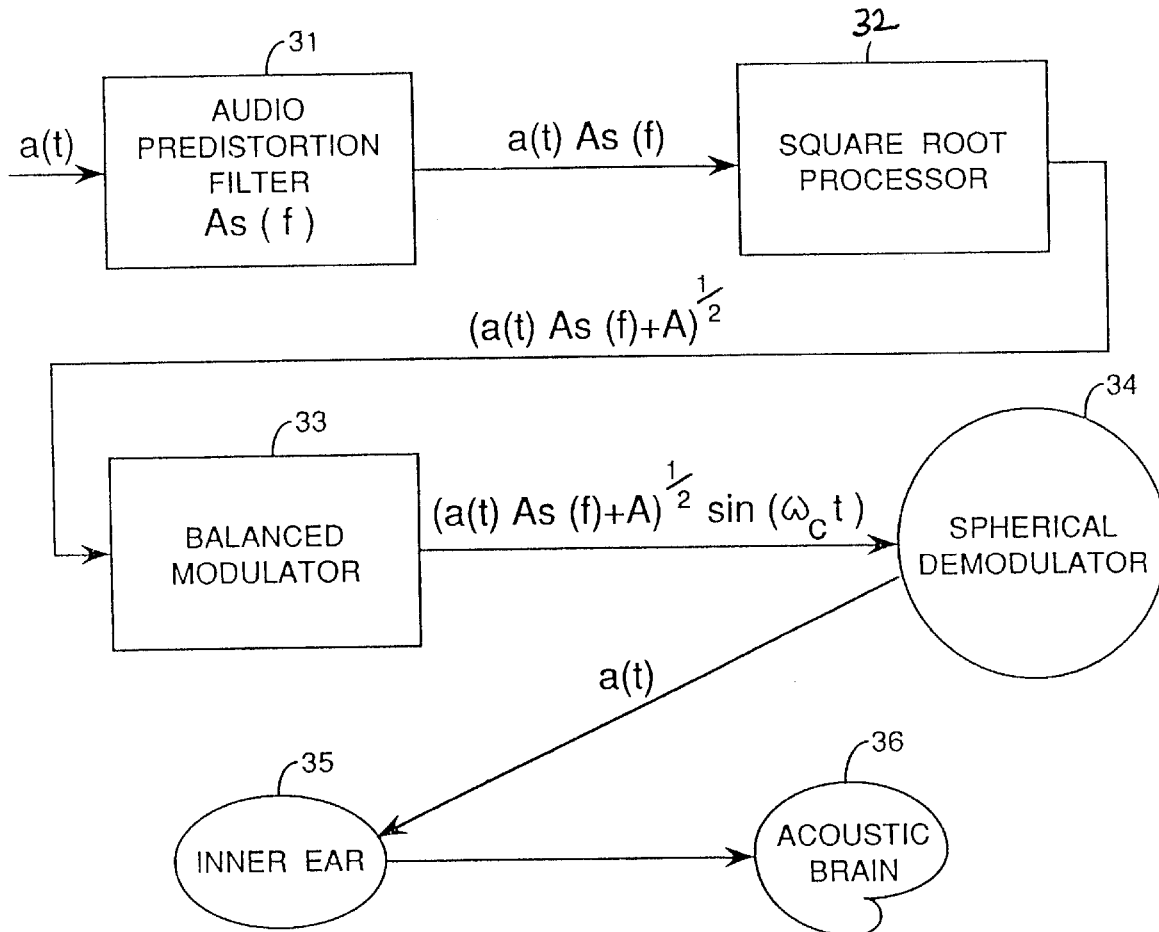 31
AUDIO
PREDISTORTION
FILTER
As ( f )
a(t)
a(t) As (f)
32
SQUARE ROOT
PROCESSOR
(a(t) As (f)+A)^{1/2}
33
BALANCED
MODULATOR
(a(t) As (f)+A)^{1/2} sin (ω_c t )
34
SPHERICAL
DEMODULATOR
a(t)
35
INNER EAR
36
ACOUSTIC
BRAIN